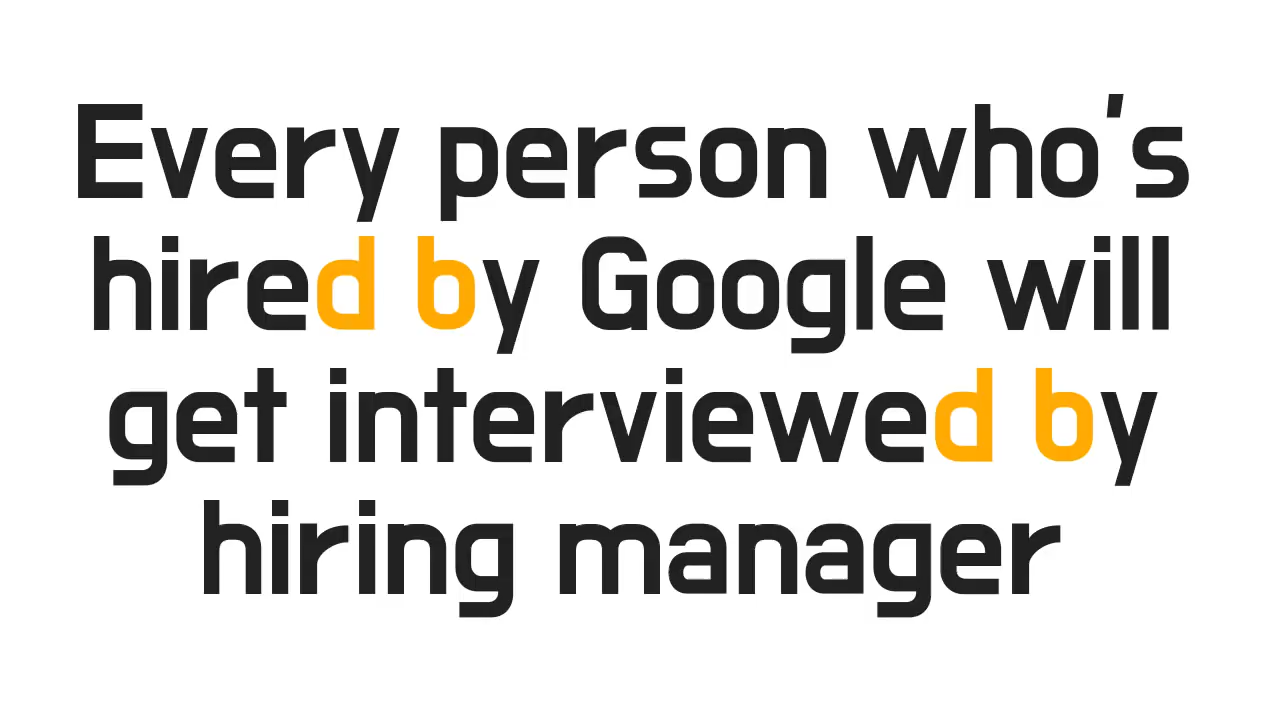 Every person who's
hired by Google will
get interviewed by
hiring manager